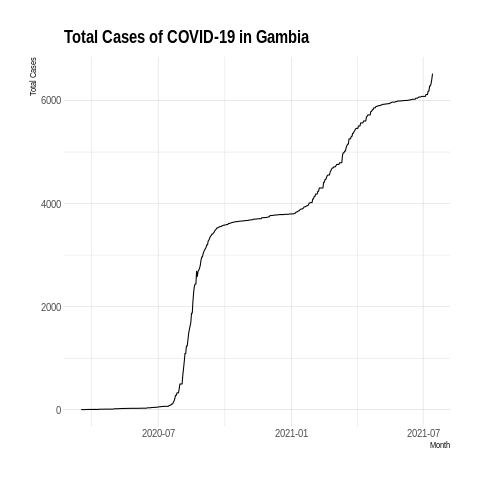 Total Cases of COVID-19 in Gambia
Total Cases
6000
4000
2000
0
2020-07
2021-01
2021-07
Month